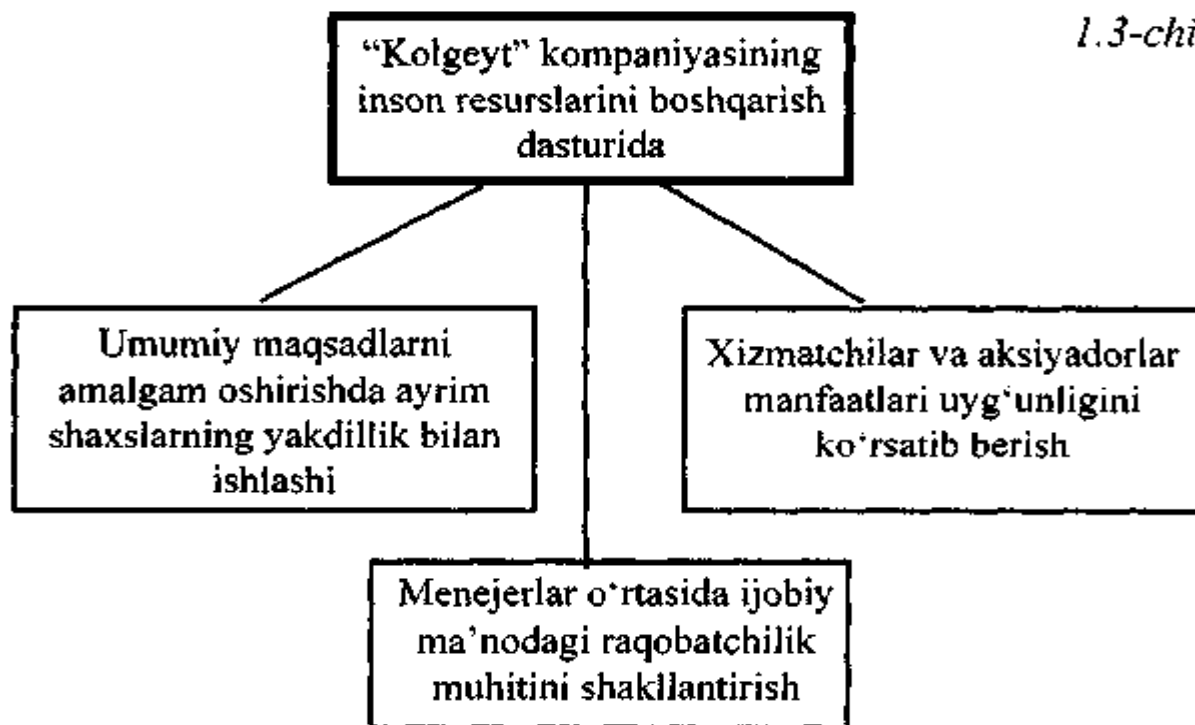 1.3-chi
“Kolgeyt” kompaniyasining
inson resurslarini boshqarish
dasturida
Umumiy maqsadlarni
amalgam oshirishda ayrim
shaxslarning yakdillik bilan
ishlashi
Xizmatchilar va aksiyadorlar
manfaatlari uyg‘unligini
ko‘rsatib berish
Menejerlar o‘rtasida ijobiy
ma’nodagi raqobatchilik
muhitini shakllantirish